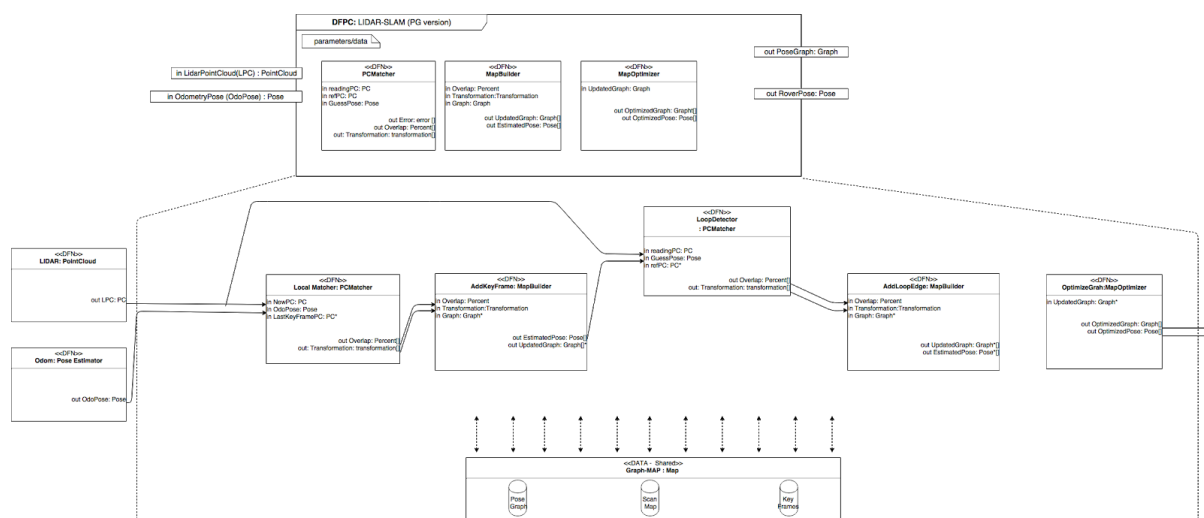 DFPC: LIDAR-SLAM (PG version)
parameters/data
in LidarPointCloud(LPC) : PointCloud
in OdometryPose (OdoPose) : Pose
out PoseGraph: Graph
out RoverPose: Pose
<<DFN>>
PCMatcher
in readingPC: PC
in refPC: PC
in GuessPose: Pose
out Error: error []
out Overlap: Percent[]
out: Transformation: transformation[]
<<DFN>>
MapBuilder
in Overlap: Percent
in Transformation:Transformation
in Graph: Graph
out UpdatedGraph: Graph[]
out EstimatedPose: Pose[]
<<DFN>>
MapOptimizer
in UpdatedGraph: Graph
out OptimizedGraph: Graph[]
out OptimizedPose: Pose[]
<<DFN>>
LIDAR: PointCloud
out LPC: PC
<<DFN>>
Odom: Pose Estimator
out OdoPose: Pose
<<DFN>>
Local Matcher: PCMatcher
in NewPC: PC
in OdoPose: Pose
in LastKeyFramePC: PC*
out Overlap: Percent[]
out: Transformation: transformation[]
<<DFN>>
AddKeyFrame: MapBuilder
in Overlap: Percent
in Transformation:Transformation
in Graph: Graph*
out EstimatedPose: Pose[]
out UpdatedGraph: Graph[]*
<<DFN>>
LoopDetector
: PCMatcher
in readingPC: PC
in GuessPose: Pose
in refPC: PC*
out Overlap: Percent[]
out: Transformation: transformation[]
<<DFN>>
AddLoopEdge: MapBuilder
in Overlap: Percent
in Transformation:Transformation
in Graph: Graph*
out UpdatedGraph: Graph*[]
out EstimatedPose: Pose*[]
<<DFN>>
OptimizeGrah:MapOptimizer
in UpdatedGraph: Graph*
out OptimizedGraph: Graph[]
out OptimizedPose: Pose[]
<<DATA - Shared>>
Graph-MAP : Map
Pose
Graph
Scan
Map
Key
Frames